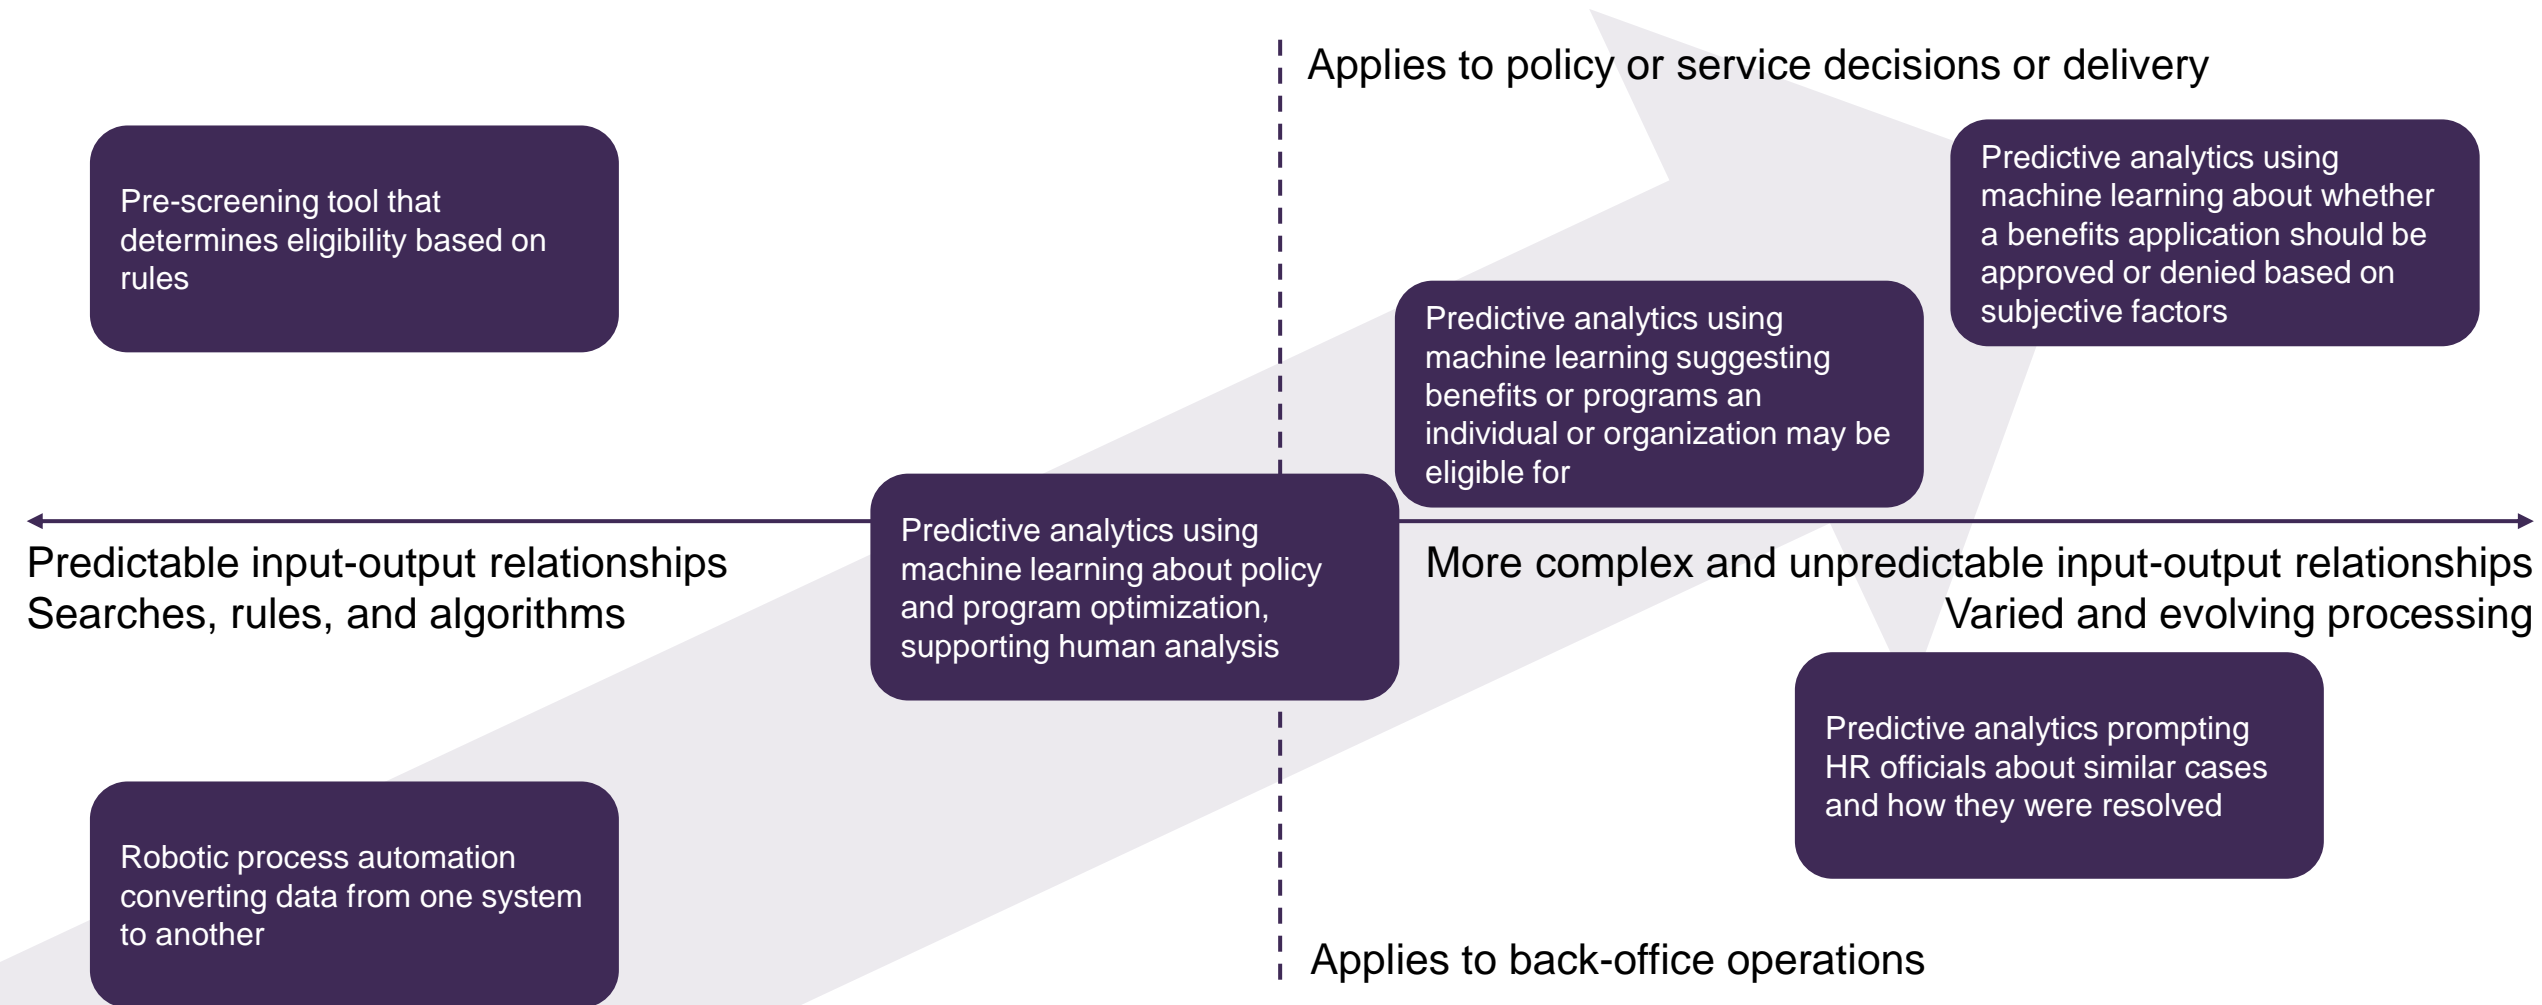 Applies to policy or service decisions or delivery
Pre-screening tool that
determines eligibility based on
rules
Predictive analytics using
machine learning about whether
a benefits application should be
approved or denied based on
subjective factors
Predictive analytics using
machine learning suggesting
benefits or programs an
individual or organization may be
eligible for
Predictable input-output relationships
Searches, rules, and algorithms
Predictive analytics using
machine learning about policy
and program optimization,
supporting human analysis
More complex and unpredictable input-output relationships
Varied and evolving processing
Predictive analytics prompting
HR officials about similar cases
and how they were resolved
Robotic process automation
converting data from one system
to another
Applies to back-office operations